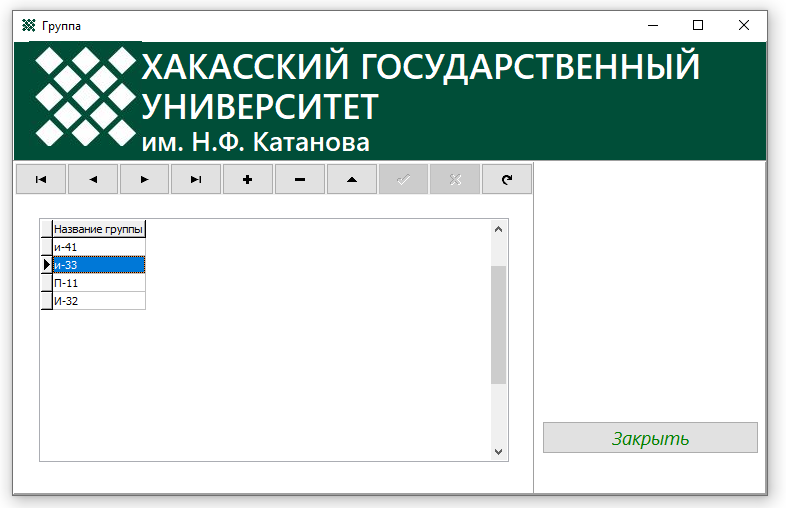 Группа
ХАКАССКИЙ ГОСУДАРСТВЕННЫЙ
УНИВЕРСИТЕТ
им. Н.Ф. Катанова
Название группы
и-41
и-33
П-11
И-32
Закрыть